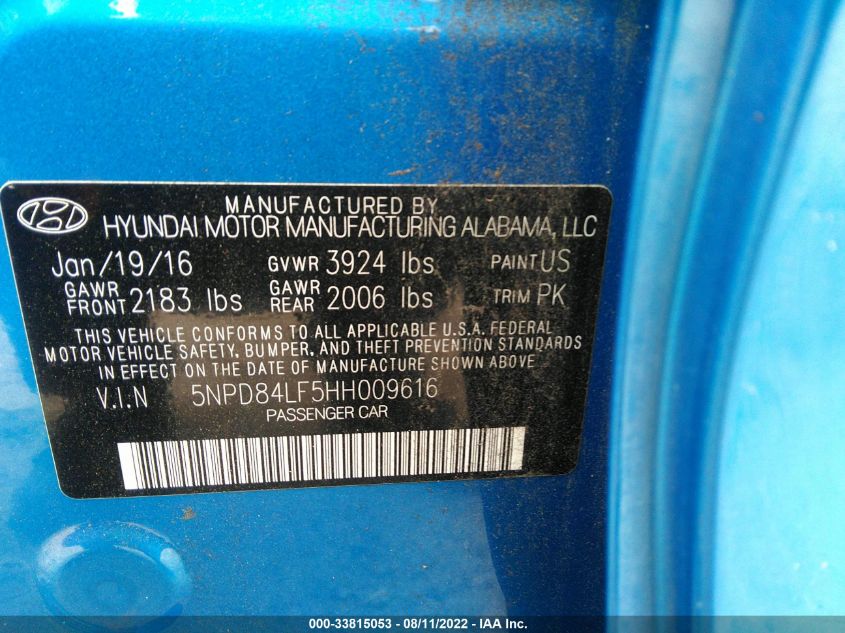 MANUFACTURED BY
HYUNDAI MOTOR MANUFACTURING ALABAMA, LLC
Jan/19/16 GVWR 3924 lbs PAINT US
GAWR FRONT 2183 lbs GAWR REAR 2006 lbs TRIM PK
THIS VEHICLE CONFORMS TO ALL APPLICABLE U.S.A. FEDERAL
MOTOR VEHICLE SAFETY, BUMPER, AND THEFT PREVENTION STANDARDS
IN EFFECT ON THE DATE OF MANUFACTURE SHOWN ABOVE
V.I.N 5NPD84LF5HH009616
PASSENGER CAR
000-33815053 - 08/11/2022 - IAA Inc.